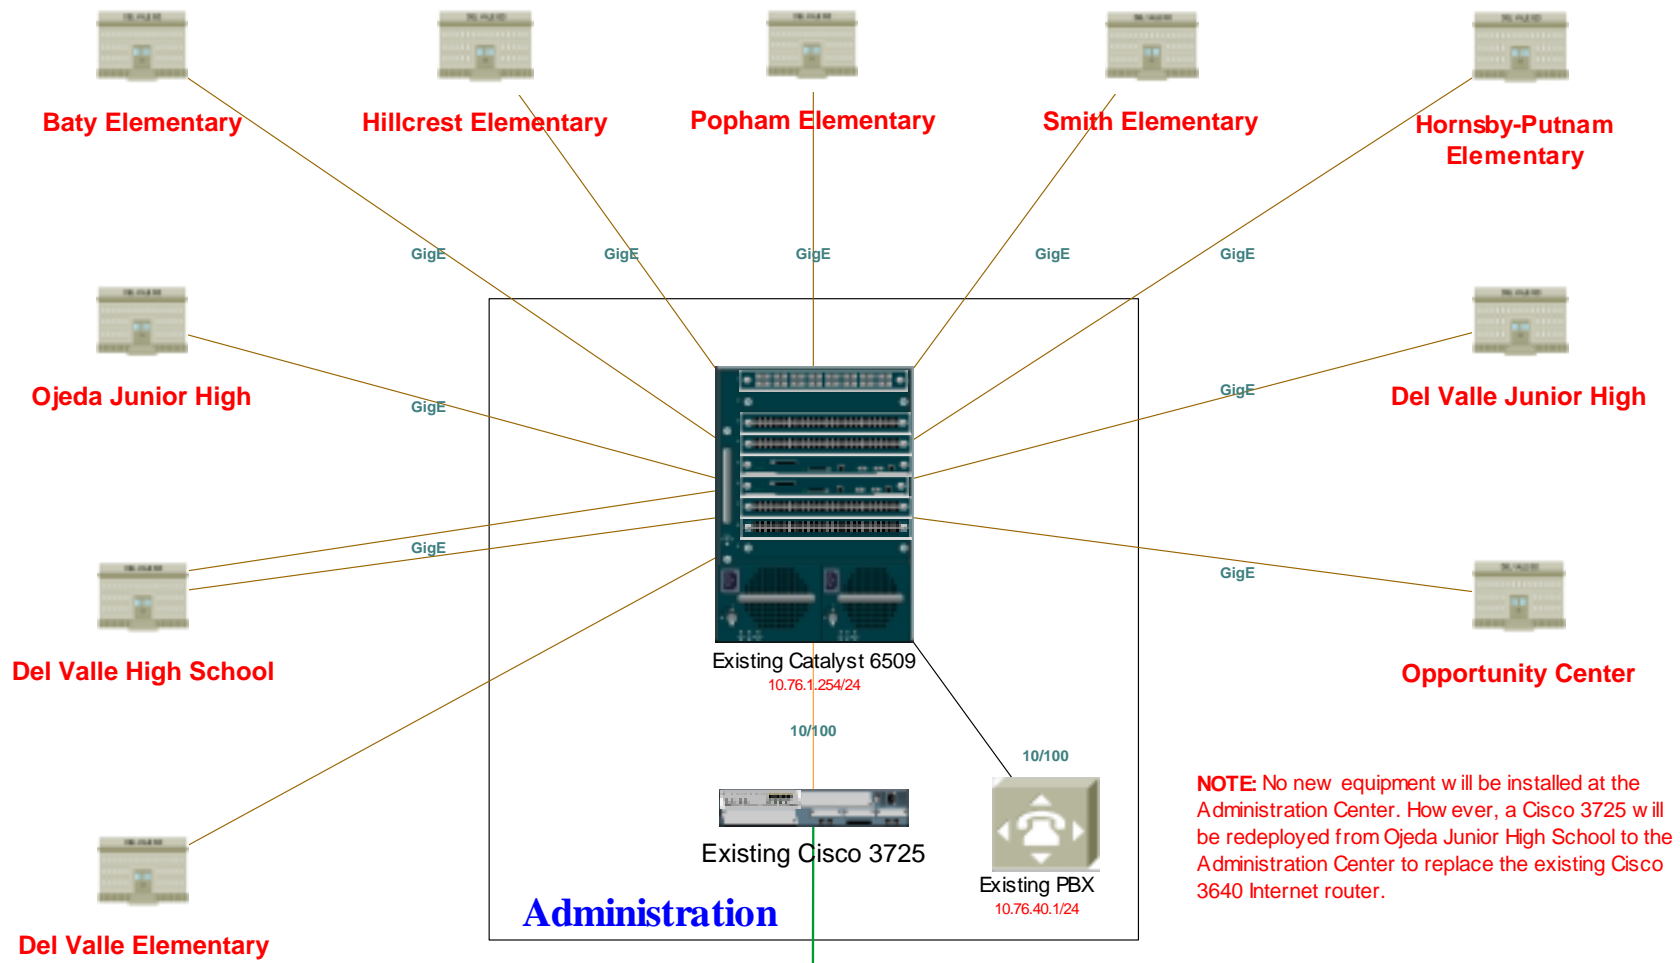 Baty Elementary
Hillcrest Elementary
Popham Elementary
Smith Elementary
Hornsby-Putnam
Elementary
GigE
GigE
GigE
GigE
GigE
Ojeda Junior High
GigE
GigE
Del Valle Junior High
GigE
GigE
Del Valle High School
Existing Catalyst 6509
10.76.1.254/24
Opportunity Center
10/100
10/100
Existing Cisco 3725
Existing PBX
10.76.40.1/24
Administration
Del Valle Elementary
NOTE: No new equipment will be installed at the
Administration Center. However, a Cisco 3725 will
be redeployed from Ojeda Junior High School to the
Administration Center to replace the existing Cisco
3640 Internet router.